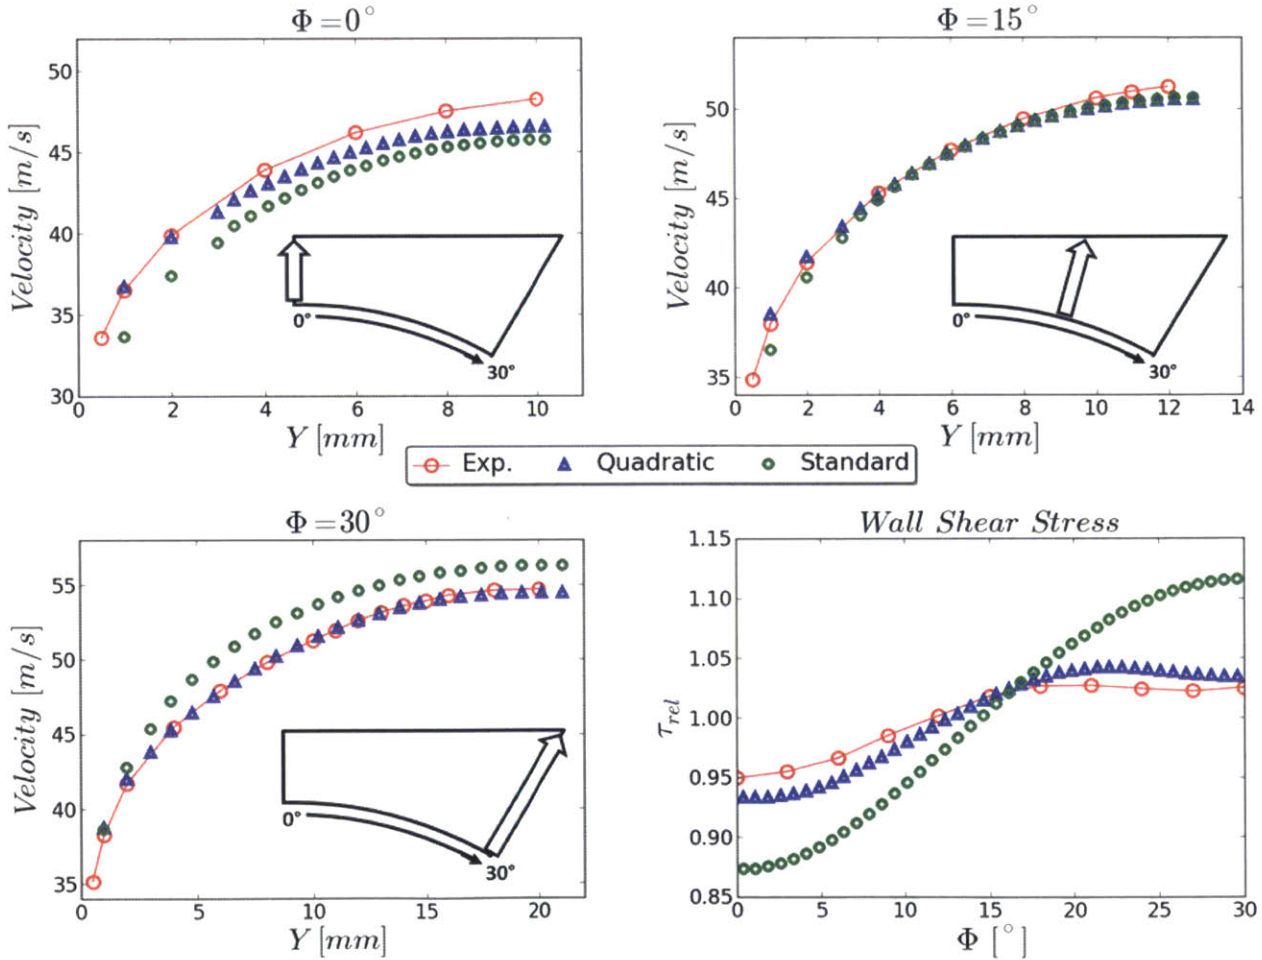 Φ = 0°
Velocity [m/s]
50
45
40
35
30
0 2 4 6 8 10
Y [mm]
0°
30°
Φ = 15°
Velocity [m/s]
50
45
40
35
0 2 4 6 8 10 12 14
Y [mm]
0°
30°
Exp. Quadratic Standard
Φ = 30°
Velocity [m/s]
55
50
45
40
35
0 5 10 15 20
Y [mm]
0°
30°
Wall Shear Stress
τrel
1.15
1.10
1.05
1.00
0.95
0.90
0.85
0 5 10 15 20 25 30
Φ [°]